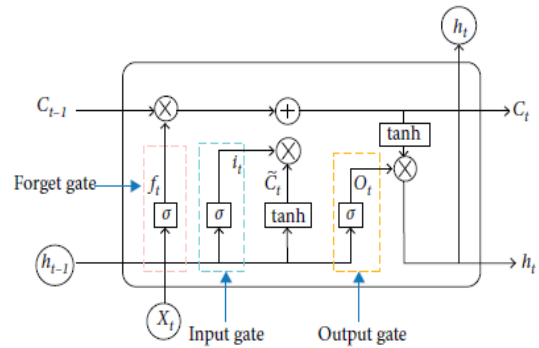 h_t
C_{t-1}
C_t
tanh
Forget gate
f_t
i_t
C̃_t
O_t
σ
σ
tanh
σ
h_{t-1}
h_t
X_t
Input gate
Output gate